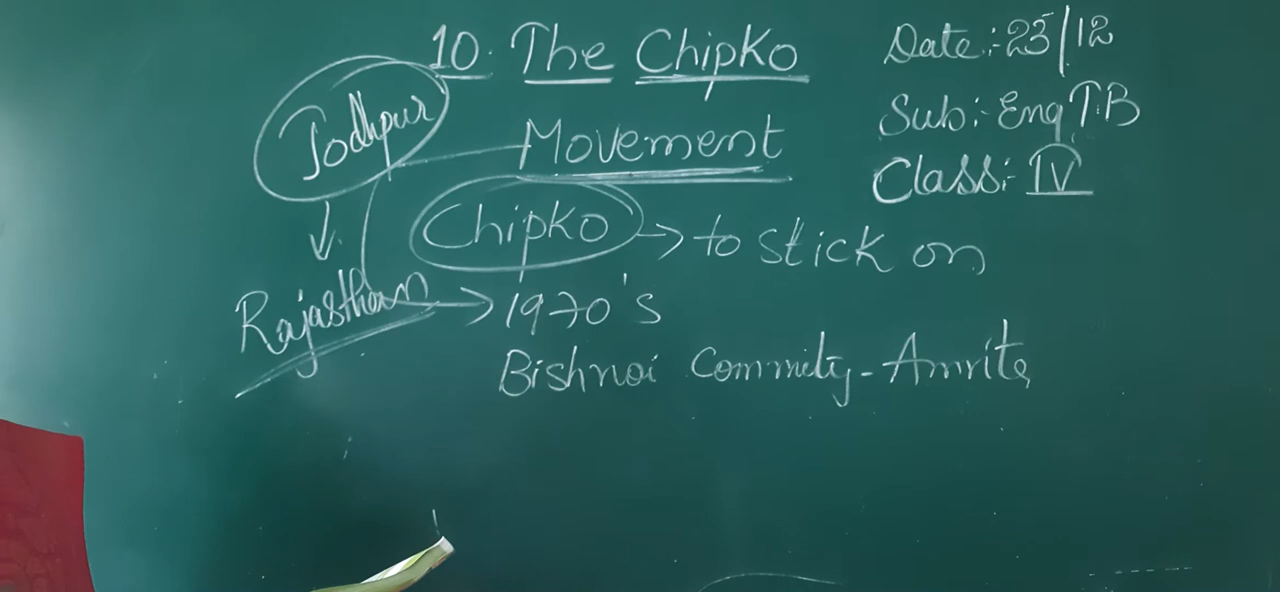 10. The Chipko
Movement
Date:-23/12
Sub:-Eng T.B
Class:-IV
Jodhpur
Chipko → to stick on
Rajasthan → 1970's
Bishnoi Commity-Amrita